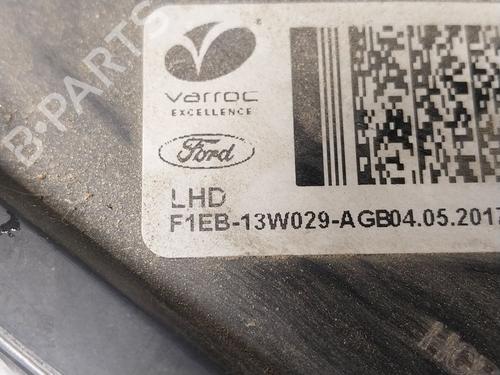 B-PARTS
varroc
EXCELLENCE
Ford
LHD
F1EB-13W029-AGB04.05.2017